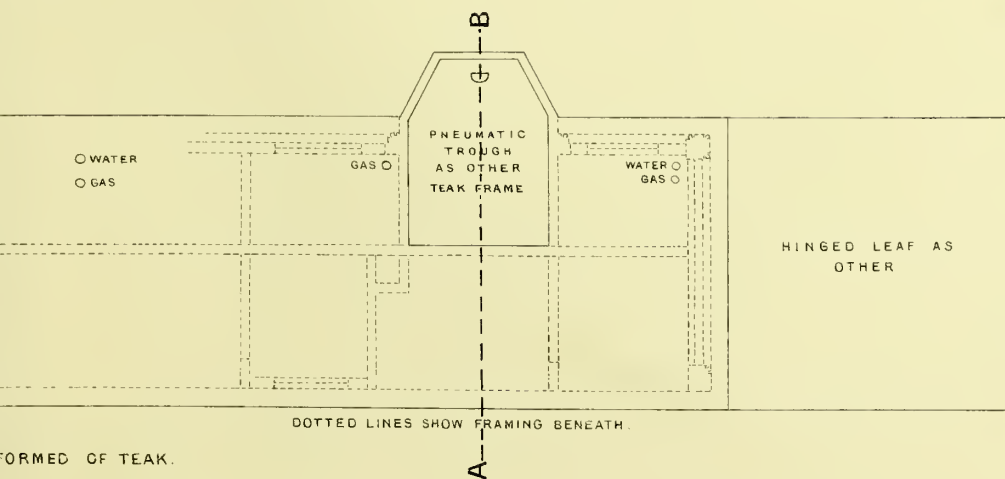 B
PNEUMATIC
TROUGH
AS OTHER
TEAK FRAME
WATER
GAS
GAS
WATER
GAS
HINGED LEAF AS
OTHER
DOTTED LINES SHOW FRAMING BENEATH.
FORMED OF TEAK.
A